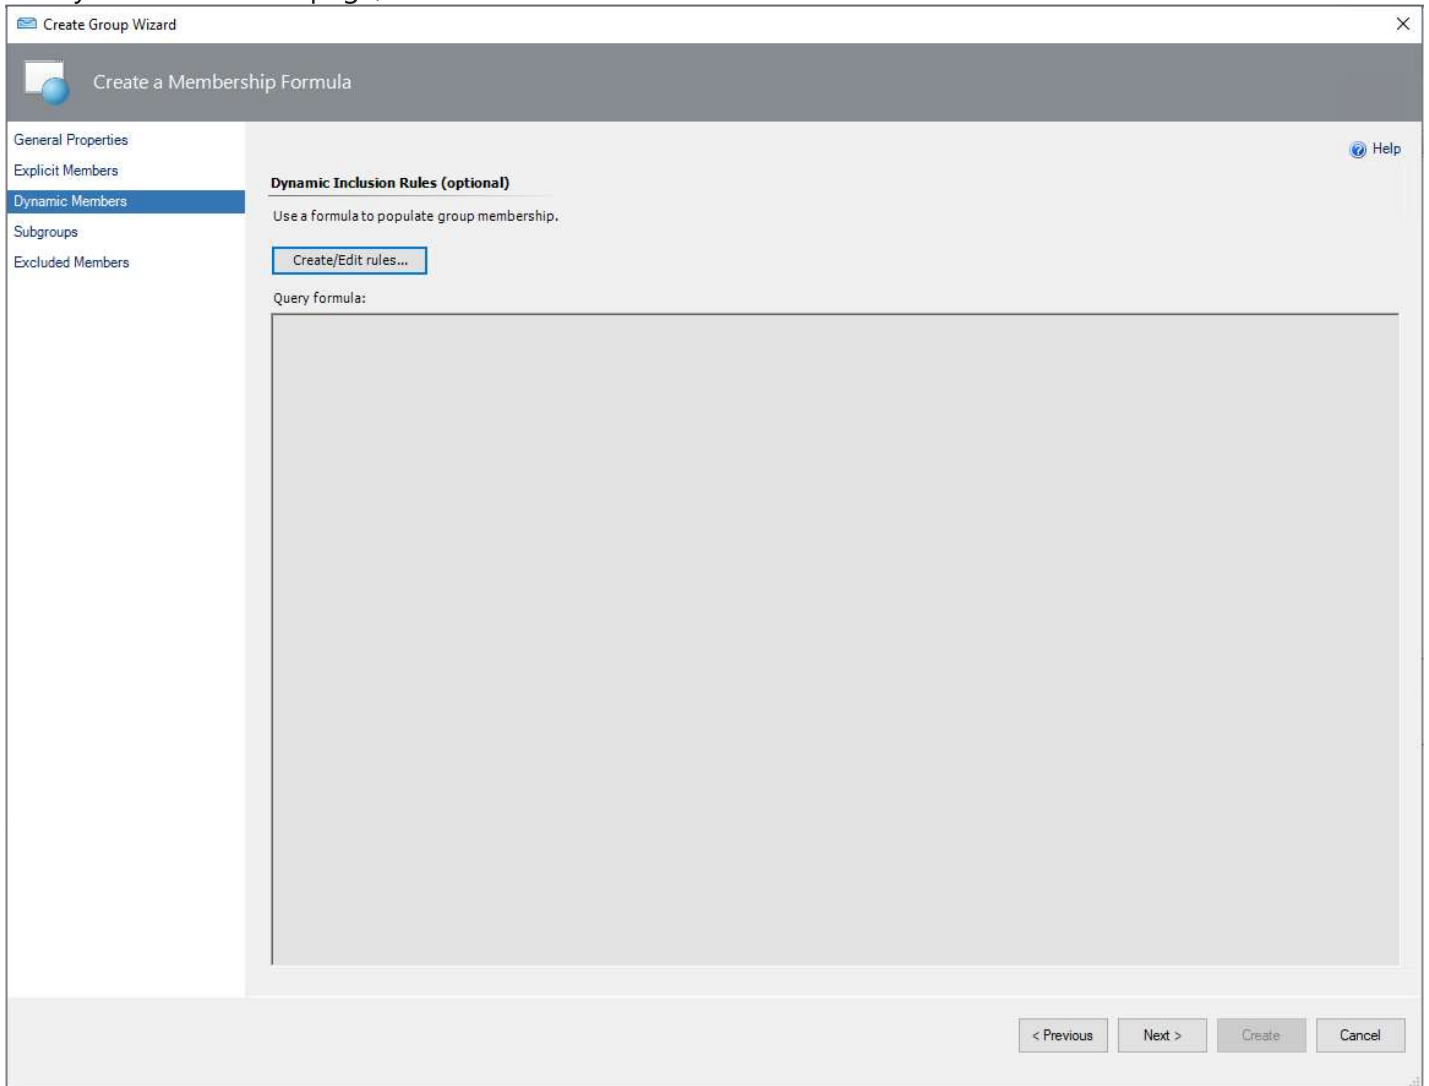 Create Group Wizard
Create a Membership Formula
General Properties
Explicit Members
Dynamic Members
Subgroups
Excluded Members
Help
Dynamic Inclusion Rules (optional)
Use a formula to populate group membership.
Create/Edit rules...
Query formula:
< Previous
Next >
Create
Cancel